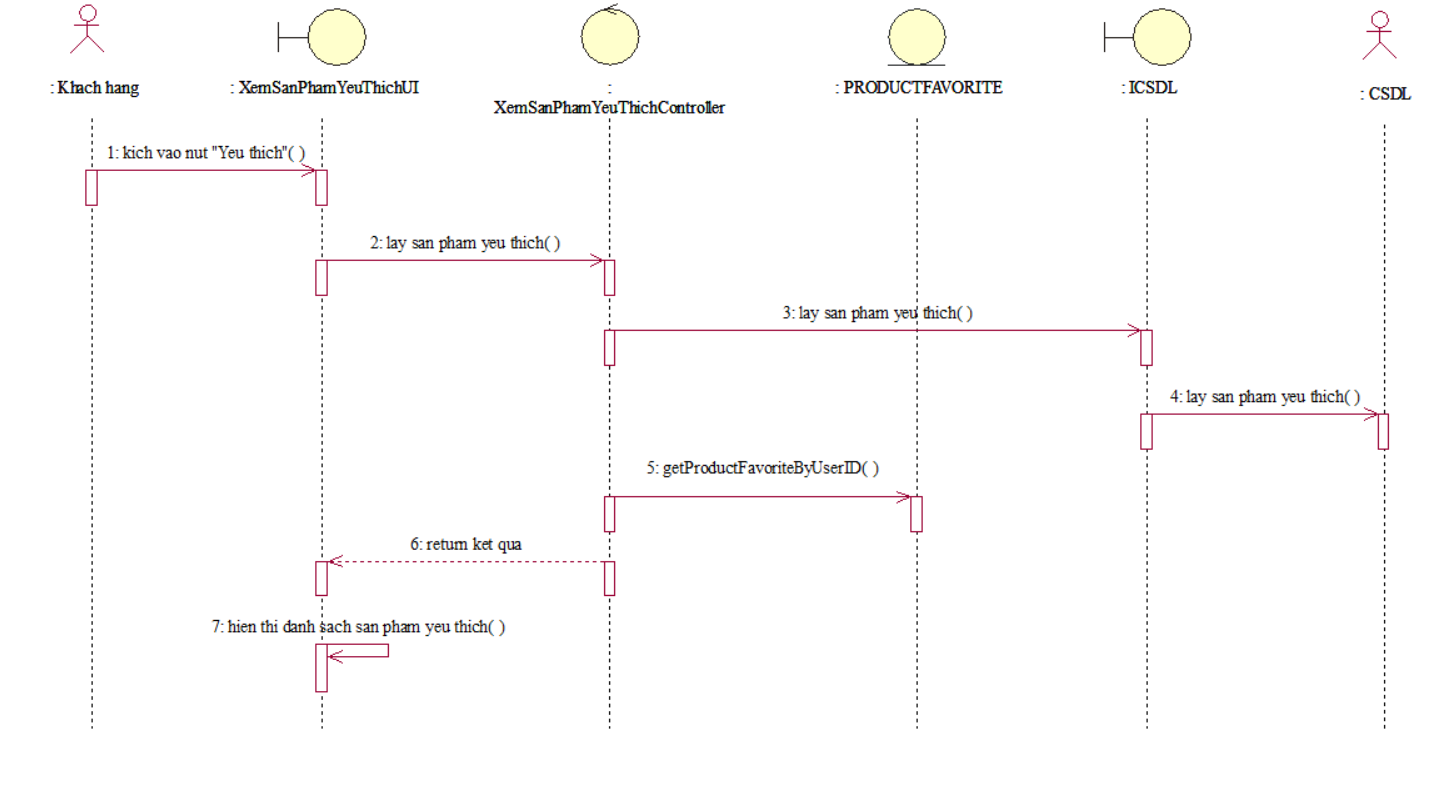 : Khach hang
: XemSanPhamYeuThichUI
:
XemSanPhamYeuThichController
: PRODUCTFAVORITE
: ICSDL
: CSDL
1: kich vao nut "Yeu thich"( )
2: lay san pham yeu thich( )
3: lay san pham yeu thich( )
4: lay san pham yeu thich( )
5: getProductFavoriteByUserID( )
6: return ket qua
7: hien thi danh sach san pham yeu thich( )